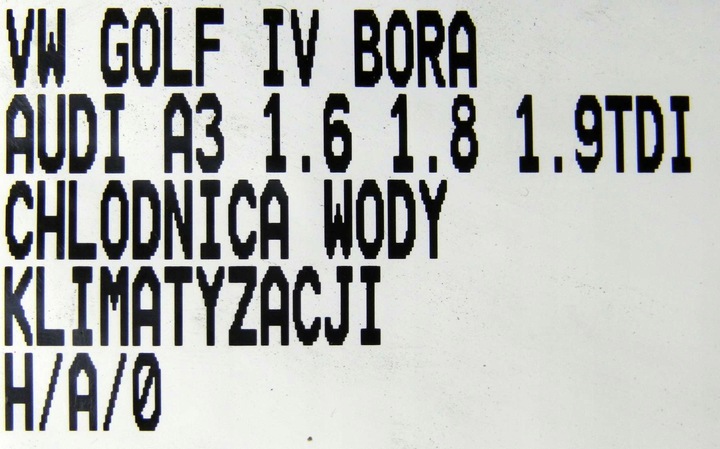 VW GOLF IV BORA
AUDI A3 1.6 1.8 1.9TDI
CHLODNICA WODY
KLIMATYZACJI
H/A/0